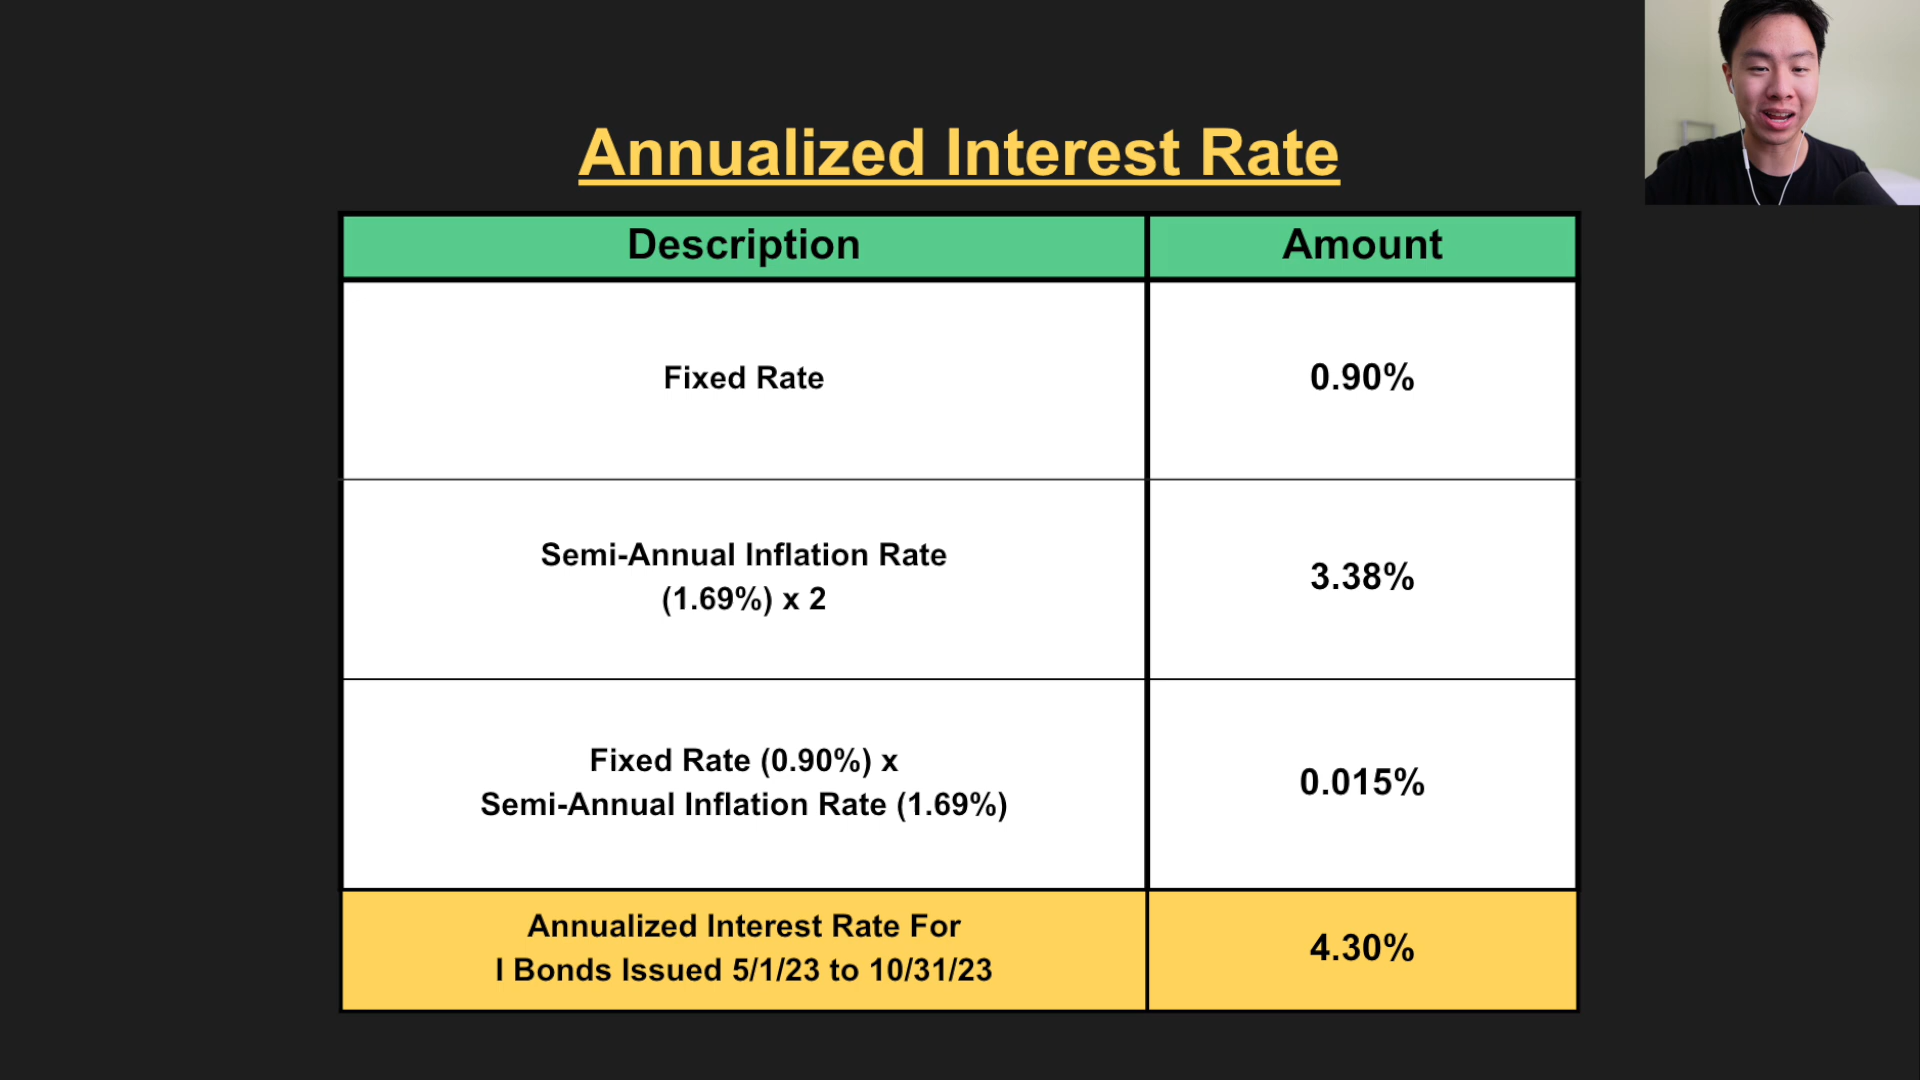 Annualized Interest Rate
Description
Amount
Fixed Rate
0.90%
Semi-Annual Inflation Rate
(1.69%) x 2
3.38%
Fixed Rate (0.90%) x
Semi-Annual Inflation Rate (1.69%)
0.015%
Annualized Interest Rate For
I Bonds Issued 5/1/23 to 10/31/23
4.30%